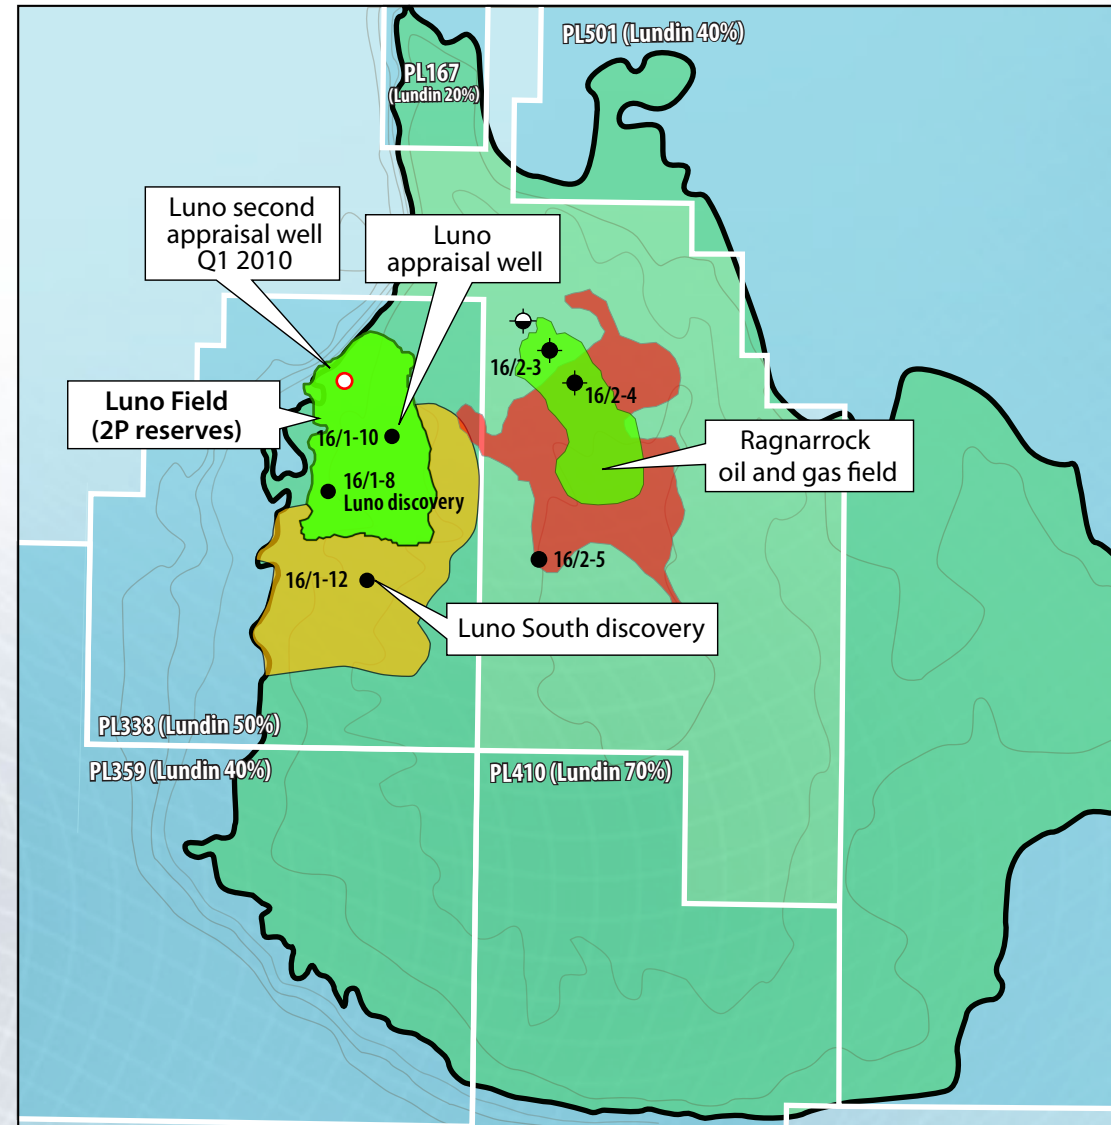 PL501 (Lundin 40%)
PL167
(Lundin 20%)
Luno second
appraisal well
Q1 2010
Luno
appraisal well
16/2-3
16/2-4
Luno Field
(2P reserves)
16/1-10
Ragnarrock
oil and gas field
16/1-8
Luno discovery
16/2-5
16/1-12
Luno South discovery
PL338 (Lundin 50%)
PL359 (Lundin 40%)
PL410 (Lundin 70%)